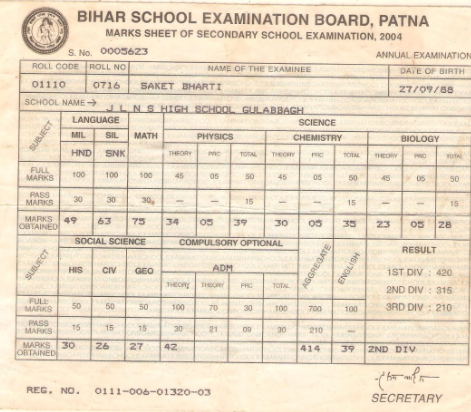 BIHAR SCHOOL EXAMINATION BOARD, PATNA
MARKS SHEET OF SECONDARY SCHOOL EXAMINATION, 2004
S. No. 0005623
ANNUAL EXAMINATION
ROLL CODE ROLL NO NAME OF THE EXAMINEE DATE OF BIRTH
01110 0716 SAKET BHARTI 27/09/88
SCHOOL NAME → J L N S HIGH SCHOOL GULABBAGH
SUBJECT LANGUAGE MATH SCIENCE
MIL SIL PHYSICS CHEMISTRY BIOLOGY
HND SNK THEORY PRC TOTAL THEORY PRC TOTAL THEORY PRC TOTAL
FULL MARKS 100 100 100 45 05 50 45 05 50 45 05 50
PASS MARKS 30 30 30 — — 15 — — 15 — — 15
MARKS OBTAINED 49 63 75 34 05 39 30 05 35 23 05 28
SUBJECT SOCIAL SCIENCE COMPULSORY OPTIONAL AGGREGATE ENGLISH RESULT
HIS CIV GEO ADM
THEORY THEORY PRC
1ST DIV : 420
2ND DIV : 315
3RD DIV : 210
FULL MARKS 50 50 50 100 70 30 700 100
PASS MARKS 15 15 15 30 21 09 30 210 —
MARKS OBTAINED 30 26 27 42 414 39 2ND DIV
REG. NO. 0111-006-01320-03
SECRETARY